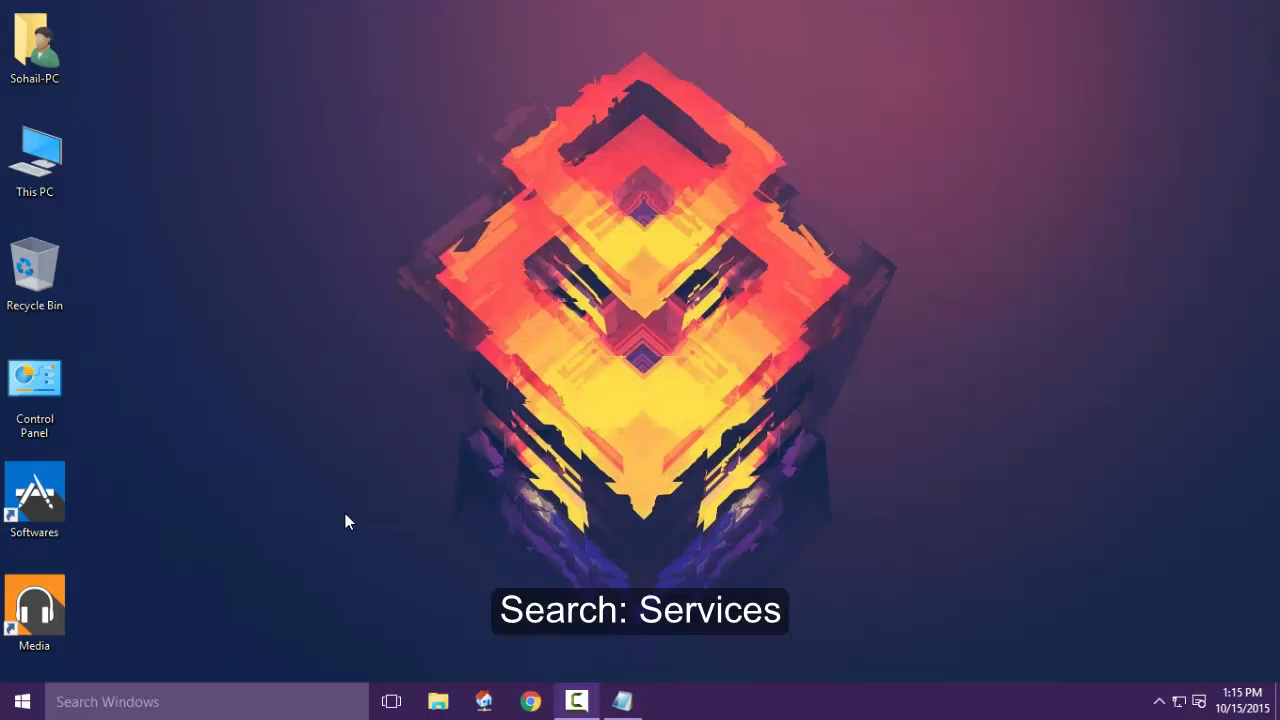 Sohail-PC
This PC
Recycle Bin
Control
Panel
Softwares
Media
Search: Services
Search Windows
1:15 PM
10/15/2015